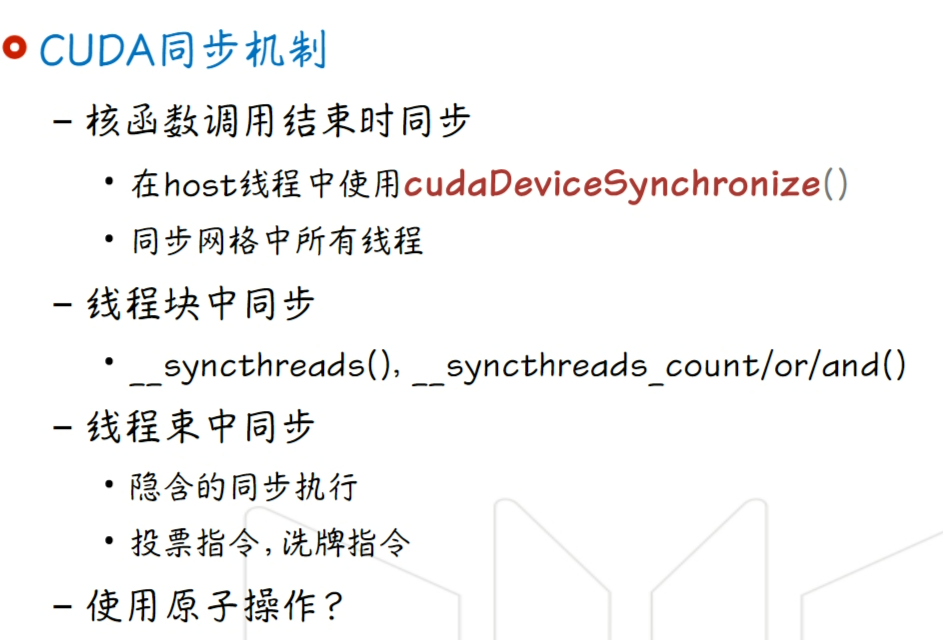 CUDA同步机制
– 核函数调用结束时同步
• 在host线程中使用cudaDeviceSynchronize()
• 同步网格中所有线程
– 线程块中同步
• __syncthreads(), __syncthreads_count/or/and()
– 线程束中同步
• 隐含的同步执行
• 投票指令,洗牌指令
– 使用原子操作?